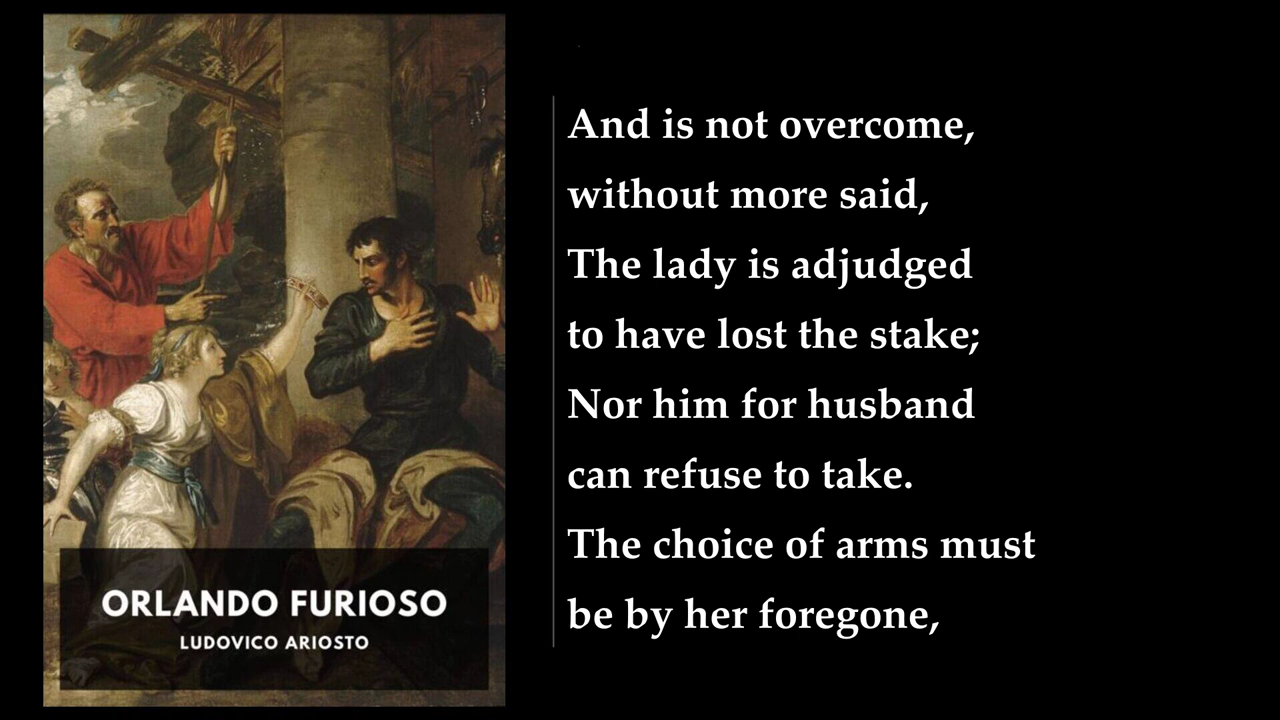 ORLANDO FURIOSO
LUDOVICO ARIOSTO
And is not overcome,
without more said,
The lady is adjudged
to have lost the stake;
Nor him for husband
can refuse to take.
The choice of arms must
be by her foregone,